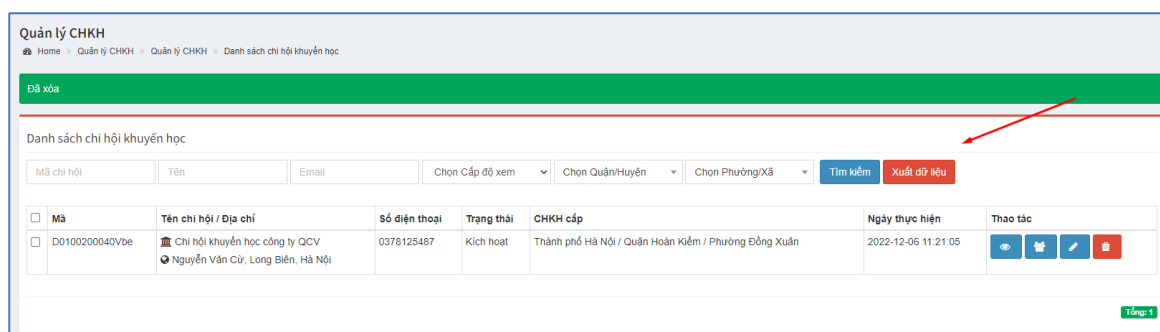 Quản lý CHKH
Home » Quản lý CHKH » Quản lý CHKH » Danh sách chi hội khuyến học
Đã xóa
Danh sách chi hội khuyến học
Mã chi hội Tên Email Chọn Cấp độ xem Chọn Quận/Huyện Chọn Phường/Xã Tìm kiếm Xuất dữ liệu
Mã Tên chi hội / Địa chỉ Số điện thoại Trạng thái CHKH cấp Ngày thực hiện Thao tác
D0100200040Vbe Chi hội khuyến học công ty QCV 0378125487 Kích hoạt Thành phố Hà Nội / Quận Hoàn Kiếm / Phường Đồng Xuân 2022-12-06 11:21:05
Nguyễn Văn Cừ, Long Biên, Hà Nội
Tổng: 1